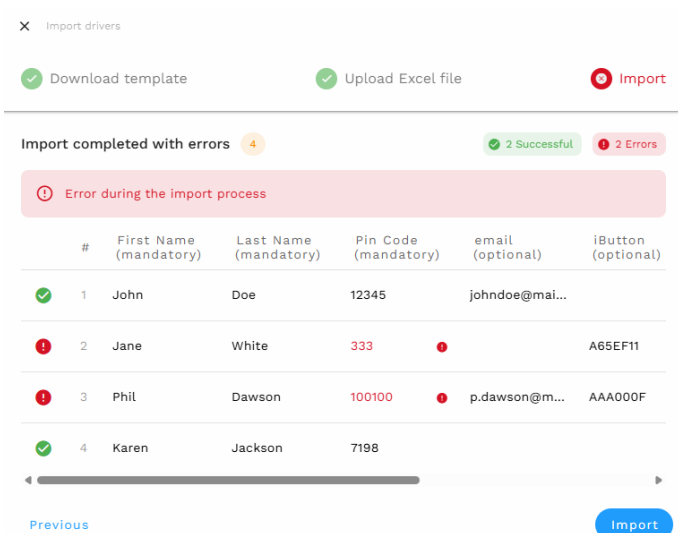 Import drivers
Download template
Upload Excel file
Import
Import completed with errors 4
2 Successful
2 Errors
Error during the import process
# First Name (mandatory) Last Name (mandatory) Pin Code (mandatory) email (optional) iButton (optional)
1 John Doe 12345 johndoe@mai...
2 Jane White 333 A65EF11
3 Phil Dawson 100100 p.dawson@m... AAA000F
4 Karen Jackson 7198
Previous
Import